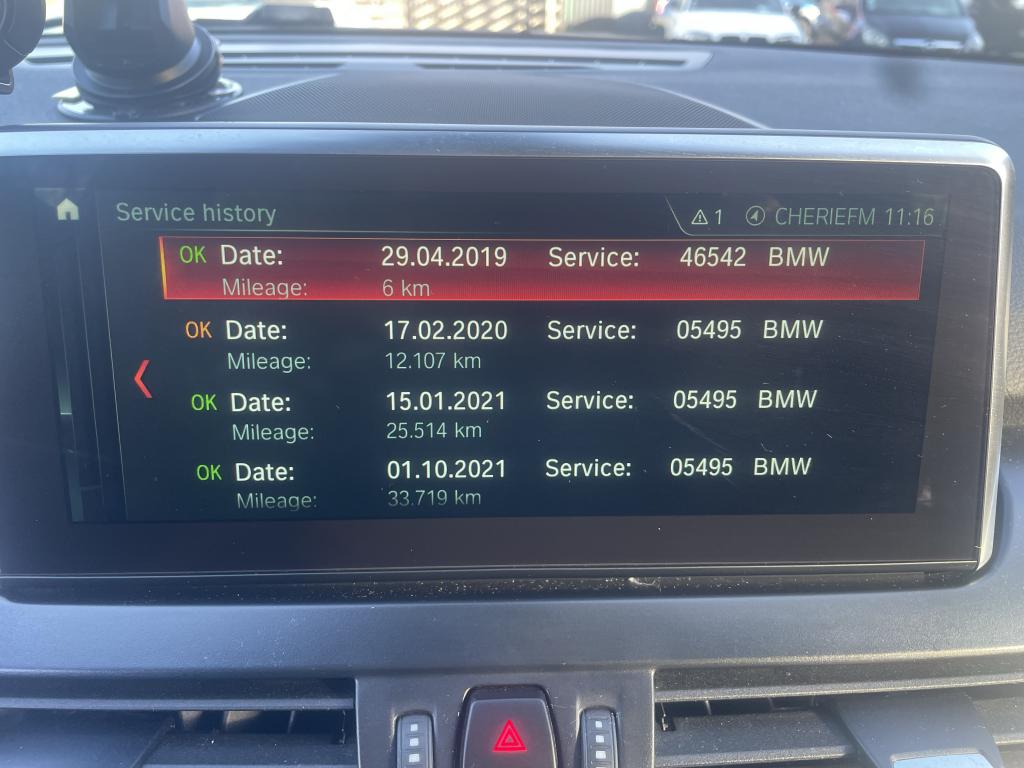 Service history 1 CHERIEFM 11:16
OK Date: 29.04.2019 Service: 46542 BMW
Mileage: 6 km
OK Date: 17.02.2020 Service: 05495 BMW
Mileage: 12.107 km
OK Date: 15.01.2021 Service: 05495 BMW
Mileage: 25.514 km
OK Date: 01.10.2021 Service: 05495 BMW
Mileage: 33.719 km